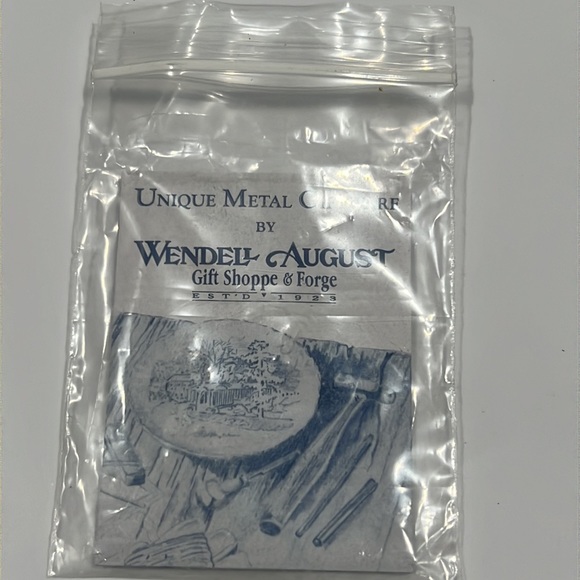 UNIQUE METAL
BY
WENDELL AUGUST
Gift Shoppe & Forge
EST'D ▾ 1923